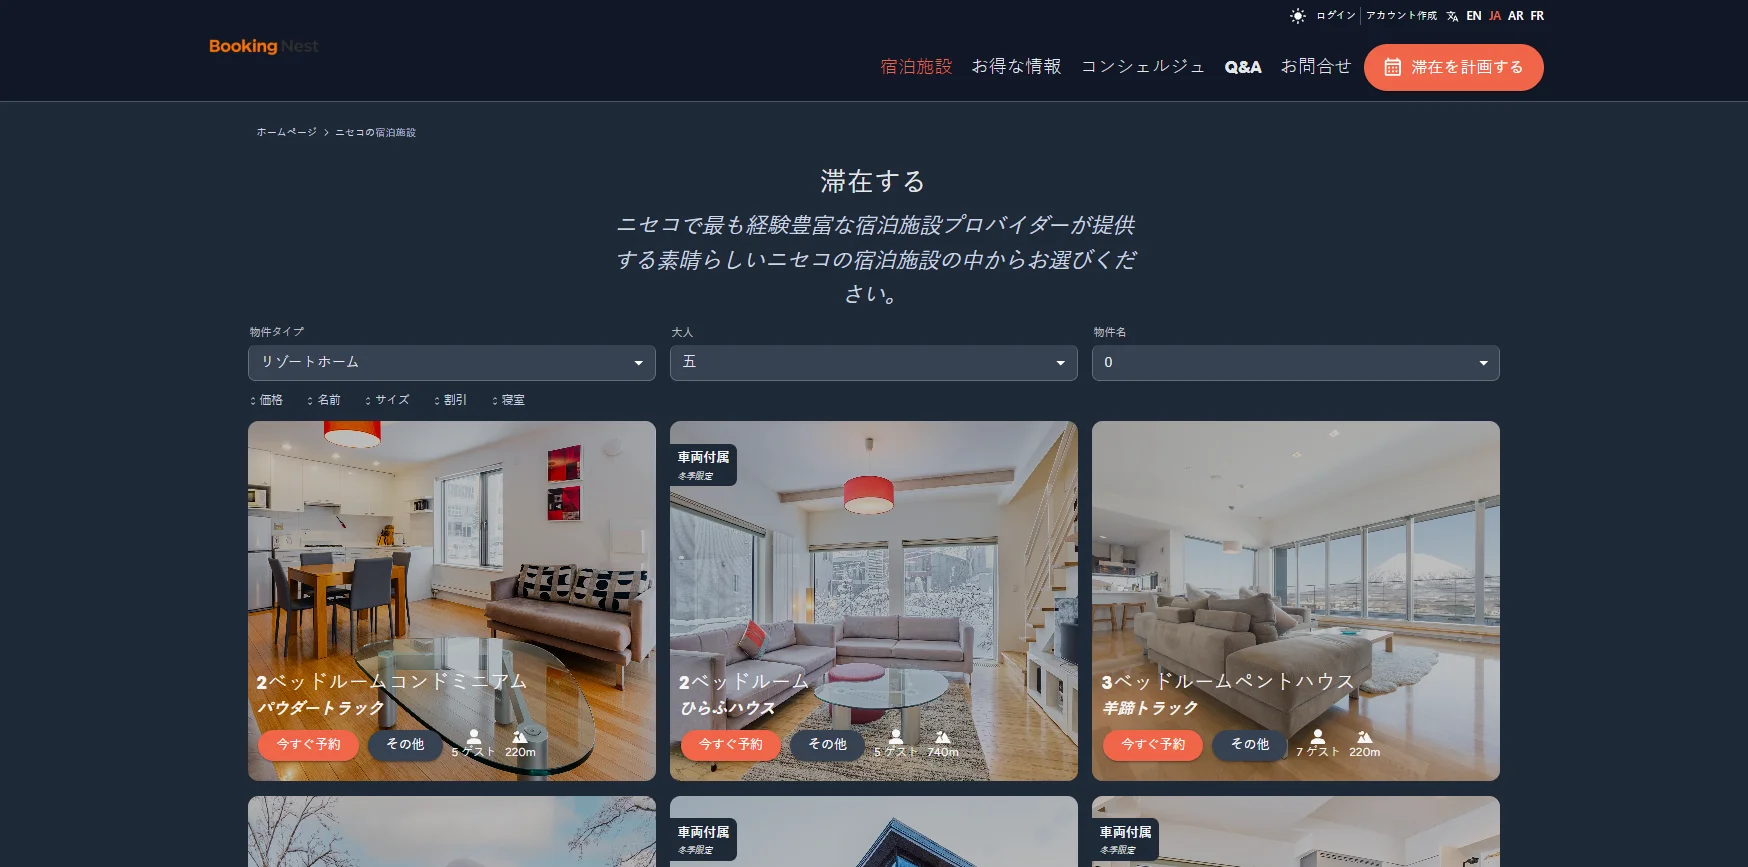 ログイン アカウント作成 EN JA AR FR
Booking Nest
宿泊施設 お得な情報 コンシェルジュ Q&A お問合せ 滞在を計画する
ホームページ > ニセコの宿泊施設
滞在する
ニセコで最も経験豊富な宿泊施設プロバイダーが提供
する素晴らしいニセコの宿泊施設の中からお選びくだ
さい。
物件タイプ 大人 物件名
リゾートホーム 五 0
価格 名前 サイズ 割引 寝室
車両付属
冬季限定
2ベッドルームコンドミニアム
パウダートラック
今すぐ予約 その他 5 ゲスト 220m
2ベッドルーム
ひらふハウス
今すぐ予約 その他 5 ゲスト 740m
3ベッドルームペントハウス
羊蹄トラック
今すぐ予約 その他 7 ゲスト 220m
車両付属
冬季限定
車両付属
冬季限定